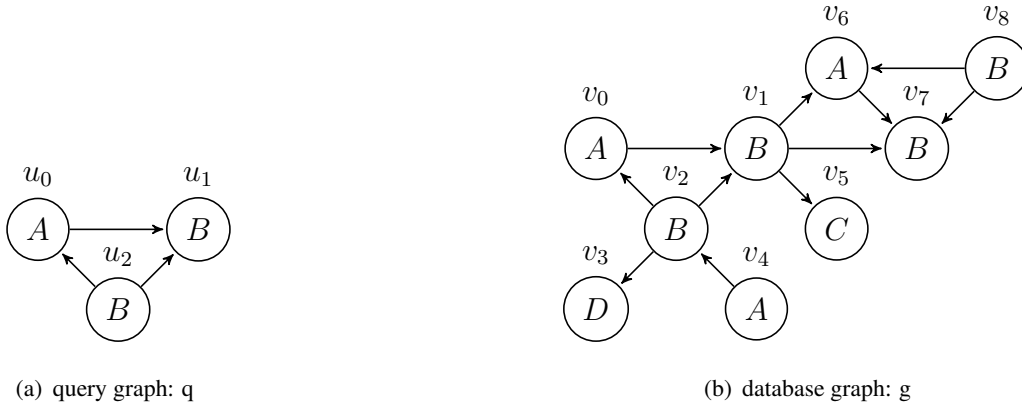 v6 v8
A B
v0 v1 v7
A B B
u0 u1 v2 v5
A B B C
u2 v3 v4
B D A
(a) query graph: q (b) database graph: g